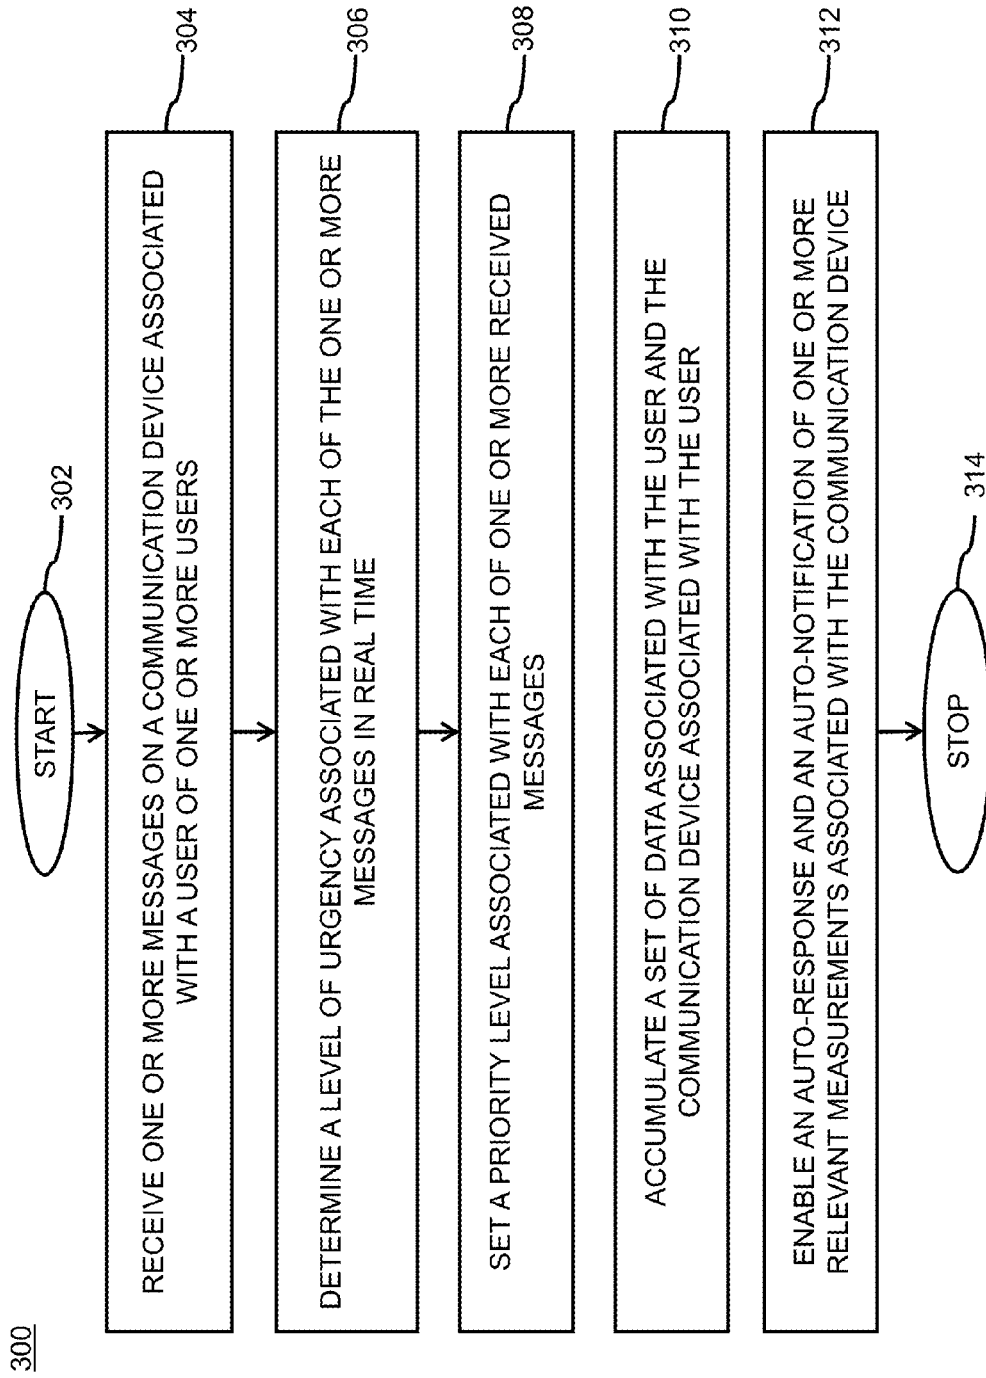 300
START
302
RECEIVE ONE OR MORE MESSAGES ON A COMMUNICATION DEVICE ASSOCIATED
WITH A USER OF ONE OR MORE USERS
304
DETERMINE A LEVEL OF URGENCY ASSOCIATED WITH EACH OF THE ONE OR MORE
MESSAGES IN REAL TIME
306
SET A PRIORITY LEVEL ASSOCIATED WITH EACH OF ONE OR MORE RECEIVED
MESSAGES
308
ACCUMULATE A SET OF DATA ASSOCIATED WITH THE USER AND THE
COMMUNICATION DEVICE ASSOCIATED WITH THE USER
310
ENABLE AN AUTO-RESPONSE AND AN AUTO-NOTIFICATION OF ONE OR MORE
RELEVANT MEASUREMENTS ASSOCIATED WITH THE COMMUNICATION DEVICE
312
STOP
314